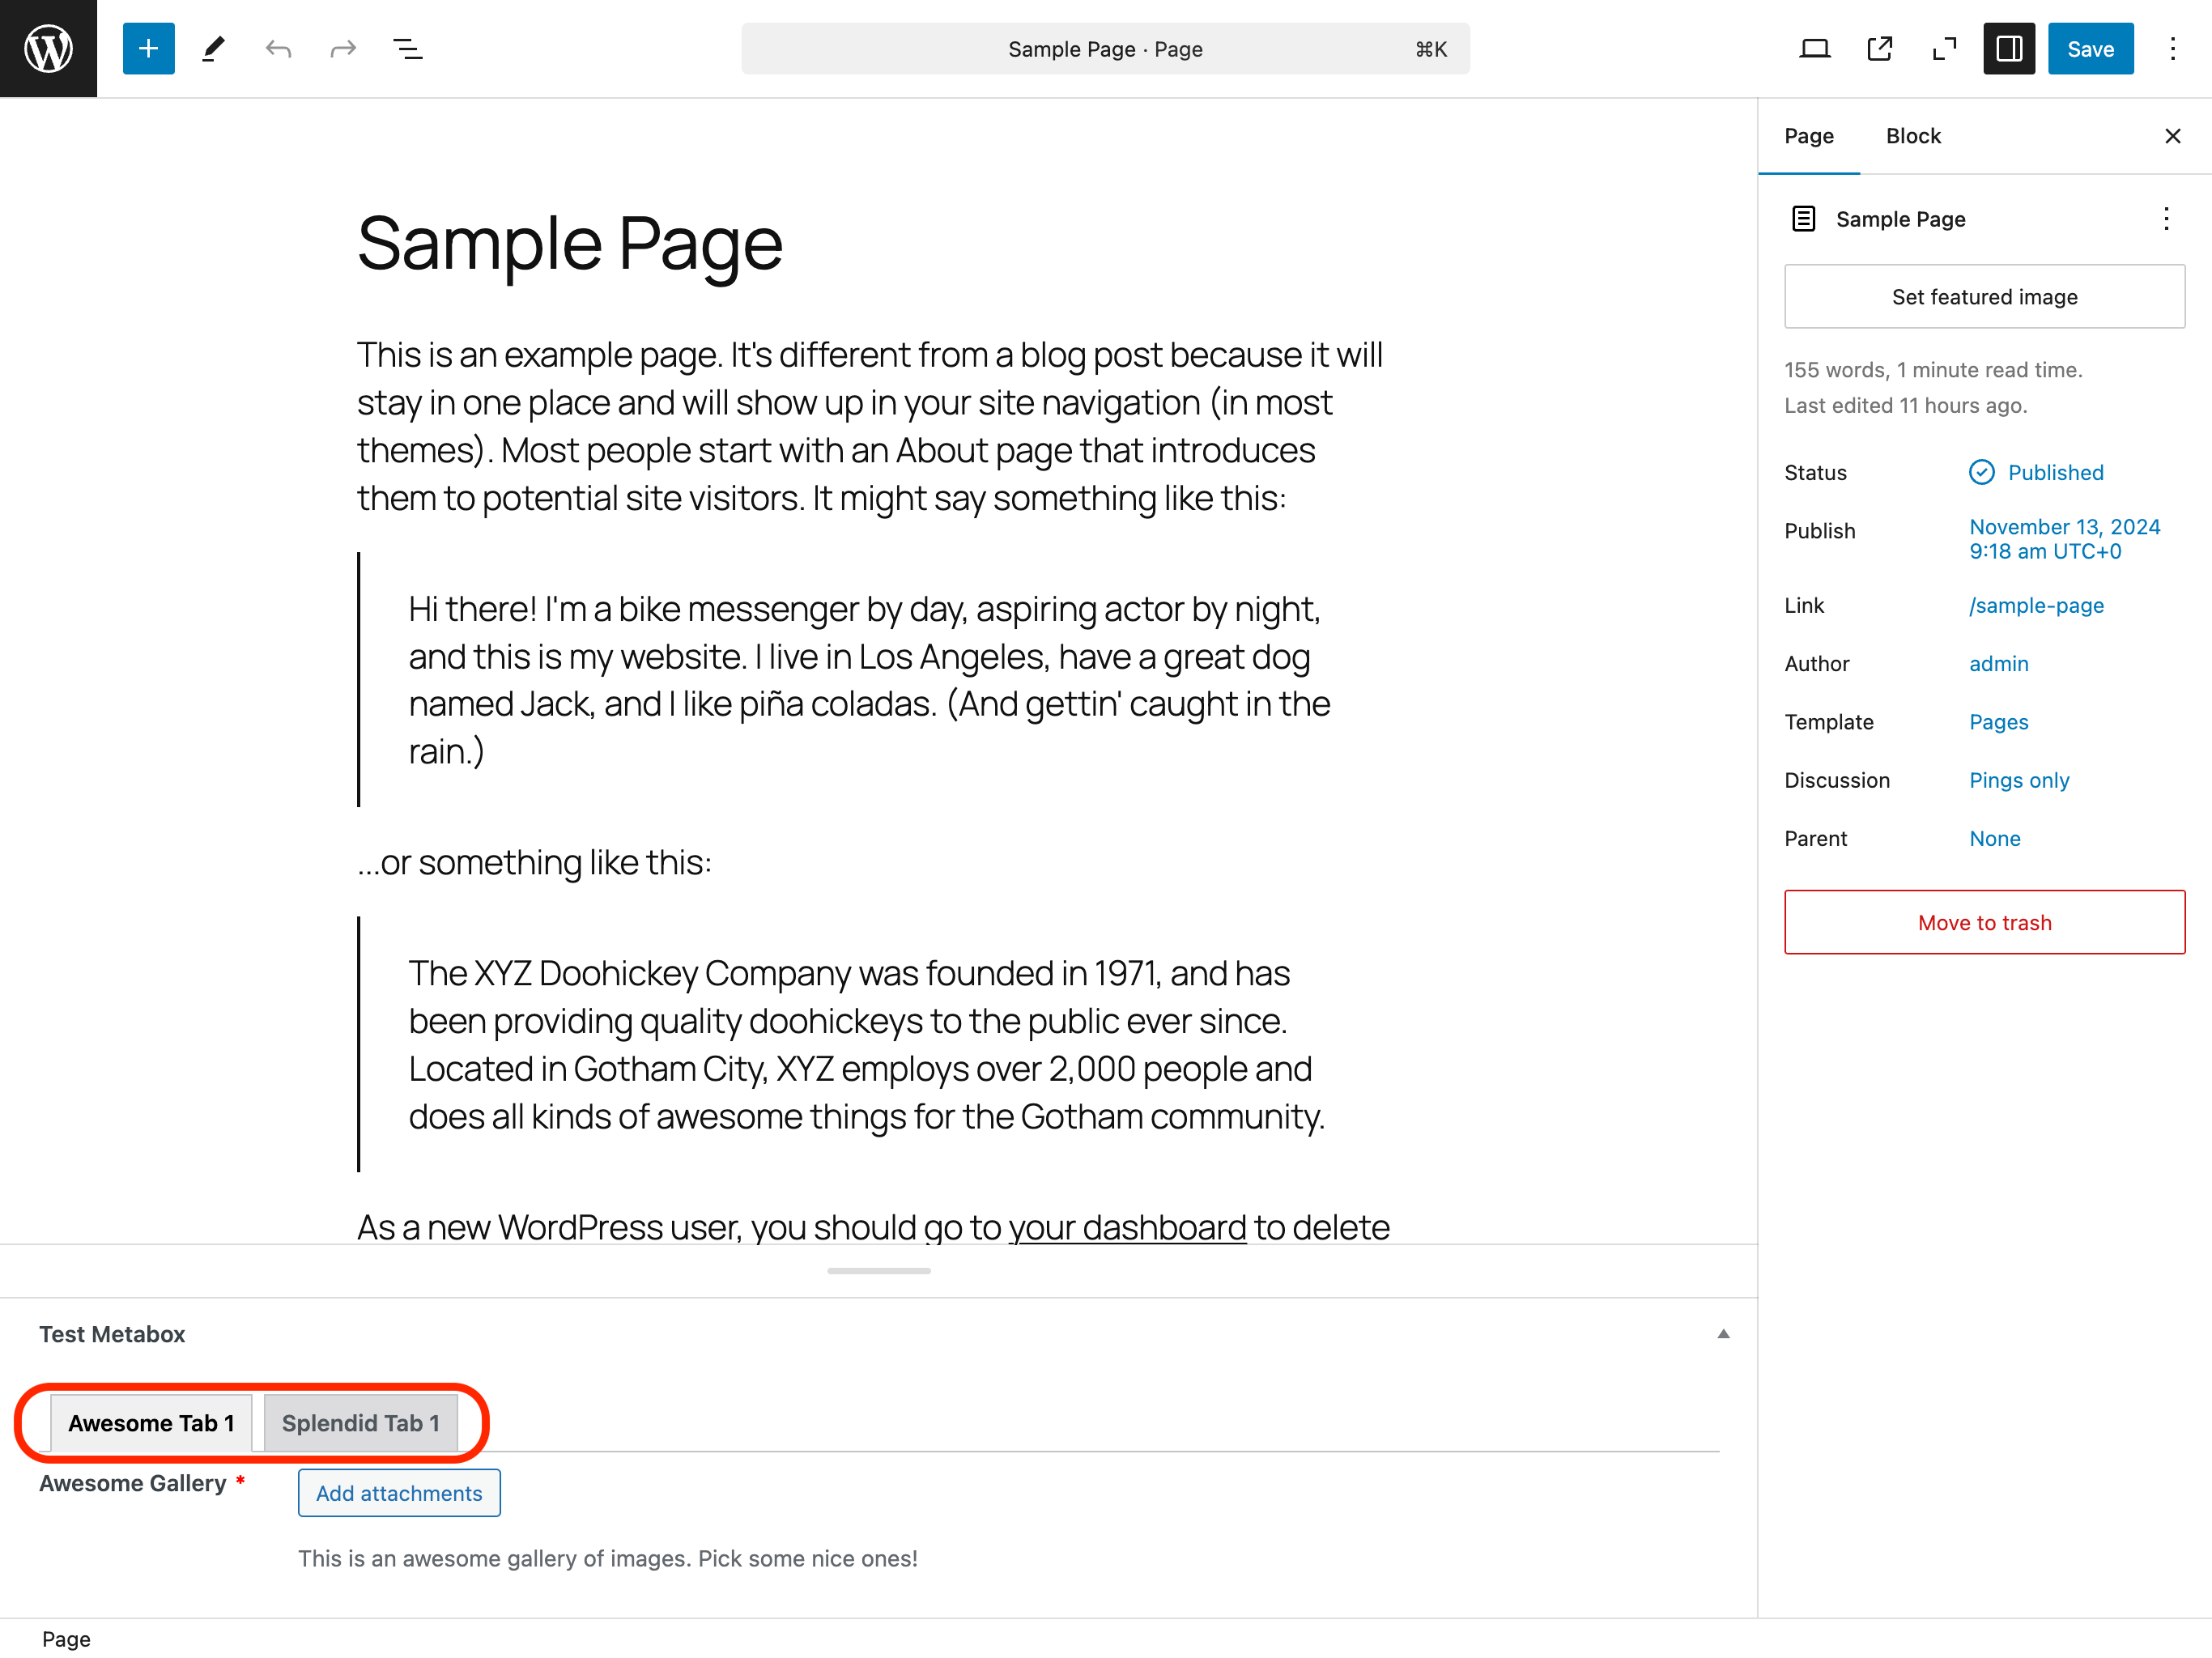 Sample Page · Page ⌘K
Save
Page Block
Sample Page
Set featured image
155 words, 1 minute read time.
Last edited 11 hours ago.
Status Published
Publish November 13, 2024
9:18 am UTC+0
Link /sample-page
Author admin
Template Pages
Discussion Pings only
Parent None
Move to trash
Sample Page
This is an example page. It's different from a blog post because it will
stay in one place and will show up in your site navigation (in most
themes). Most people start with an About page that introduces
them to potential site visitors. It might say something like this:
Hi there! I'm a bike messenger by day, aspiring actor by night,
and this is my website. I live in Los Angeles, have a great dog
named Jack, and I like piña coladas. (And gettin' caught in the
rain.)
...or something like this:
The XYZ Doohickey Company was founded in 1971, and has
been providing quality doohickeys to the public ever since.
Located in Gotham City, XYZ employs over 2,000 people and
does all kinds of awesome things for the Gotham community.
As a new WordPress user, you should go to your dashboard to delete
Test Metabox
Awesome Tab 1 Splendid Tab 1
Awesome Gallery * Add attachments
This is an awesome gallery of images. Pick some nice ones!
Page